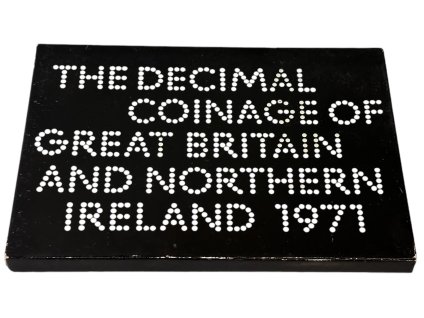 THE DECIMAL
COINAGE OF
GREAT BRITAIN
AND NORTHERN
IRELAND 1971